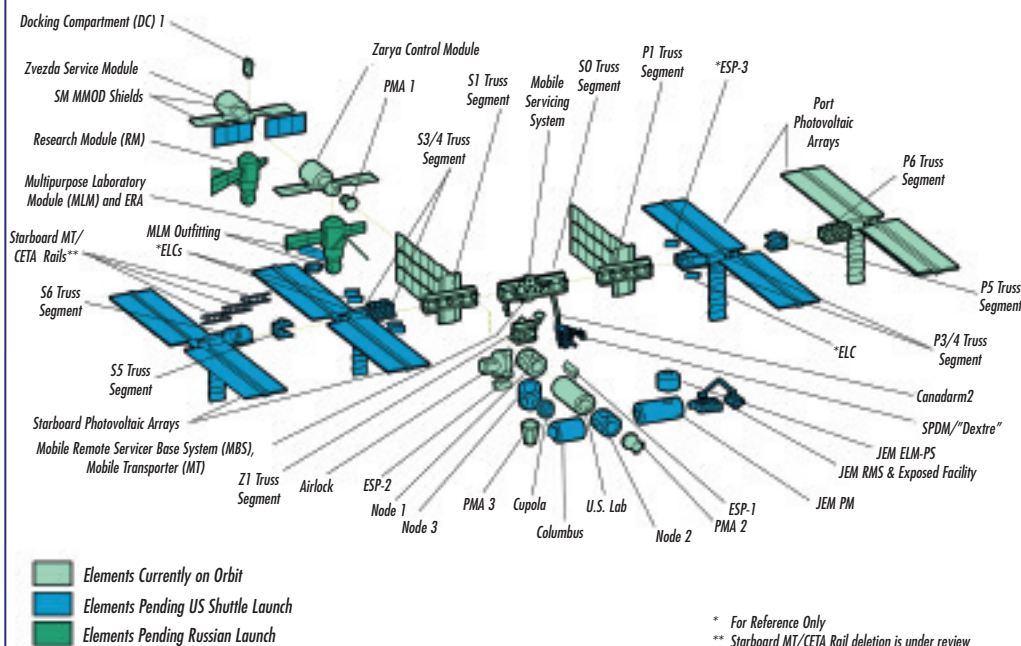 Docking Compartment (DC) 1
Zvezda Service Module
SM MMOD Shields
Research Module (RM)
Multipurpose Laboratory
Module (MLM) and ERA
Zarya Control Module
PMA 1
S3/4 Truss
Segment
S1 Truss
Segment
Mobile
Servicing
System
S0 Truss
Segment
P1 Truss
Segment
*ESP-3
Port
Photovoltaic
Arrays
P6 Truss
Segment
MLM Outfitting
*ELCs
Starboard MT/
CETA Rails**
S6 Truss
Segment
S5 Truss
Segment
Starboard Photovoltaic Arrays
Mobile Remote Servicer Base System (MBS),
Mobile Transporter (MT)
Z1 Truss
Segment
Airlock
ESP-2
Node 1
Node 3
PMA 3
Cupola
Columbus
U.S. Lab
Node 2
ESP-1
PMA 2
JEM PM
JEM RMS & Exposed Facility
JEM ELM-PS
SPDM/"Dextre"
Canadarm2
*ELC
P3/4 Truss
Segment
P5 Truss
Segment
Elements Currently on Orbit
Elements Pending US Shuttle Launch
Elements Pending Russian Launch
* For Reference Only
** Starboard MT/CETA Rail deletion is under review